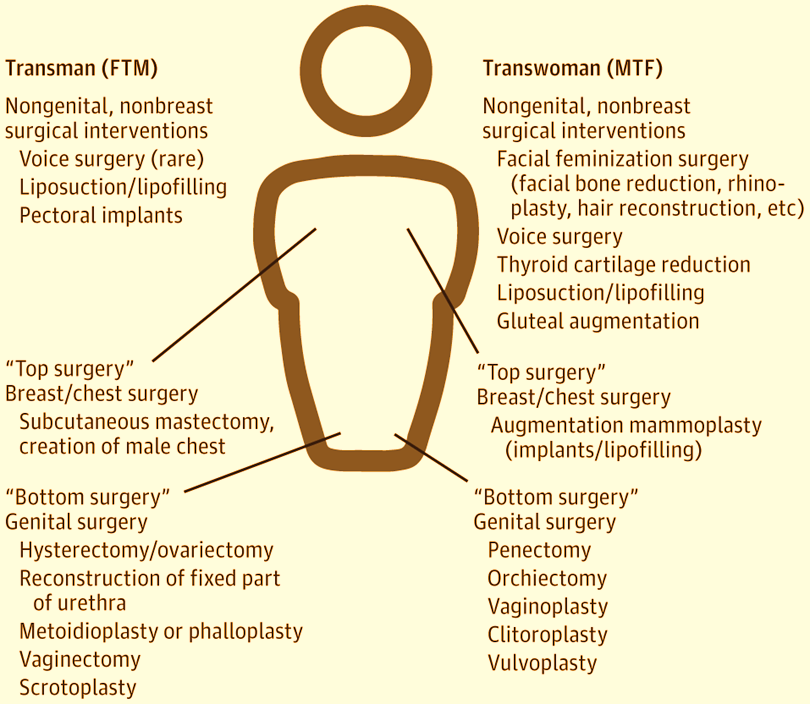 Transman (FTM)
Nongenital, nonbreast
surgical interventions
Voice surgery (rare)
Liposuction/lipofilling
Pectoral implants
“Top surgery”
Breast/chest surgery
Subcutaneous mastectomy,
creation of male chest
“Bottom surgery”
Genital surgery
Hysterectomy/ovariectomy
Reconstruction of fixed part
of urethra
Metoidioplasty or phalloplasty
Vaginectomy
Scrotoplasty
Transwoman (MTF)
Nongenital, nonbreast
surgical interventions
Facial feminization surgery
(facial bone reduction, rhino-
plasty, hair reconstruction, etc)
Voice surgery
Thyroid cartilage reduction
Liposuction/lipofilling
Gluteal augmentation
“Top surgery”
Breast/chest surgery
Augmentation mammoplasty
(implants/lipofilling)
“Bottom surgery”
Genital surgery
Penectomy
Orchiectomy
Vaginoplasty
Clitoroplasty
Vulvoplasty